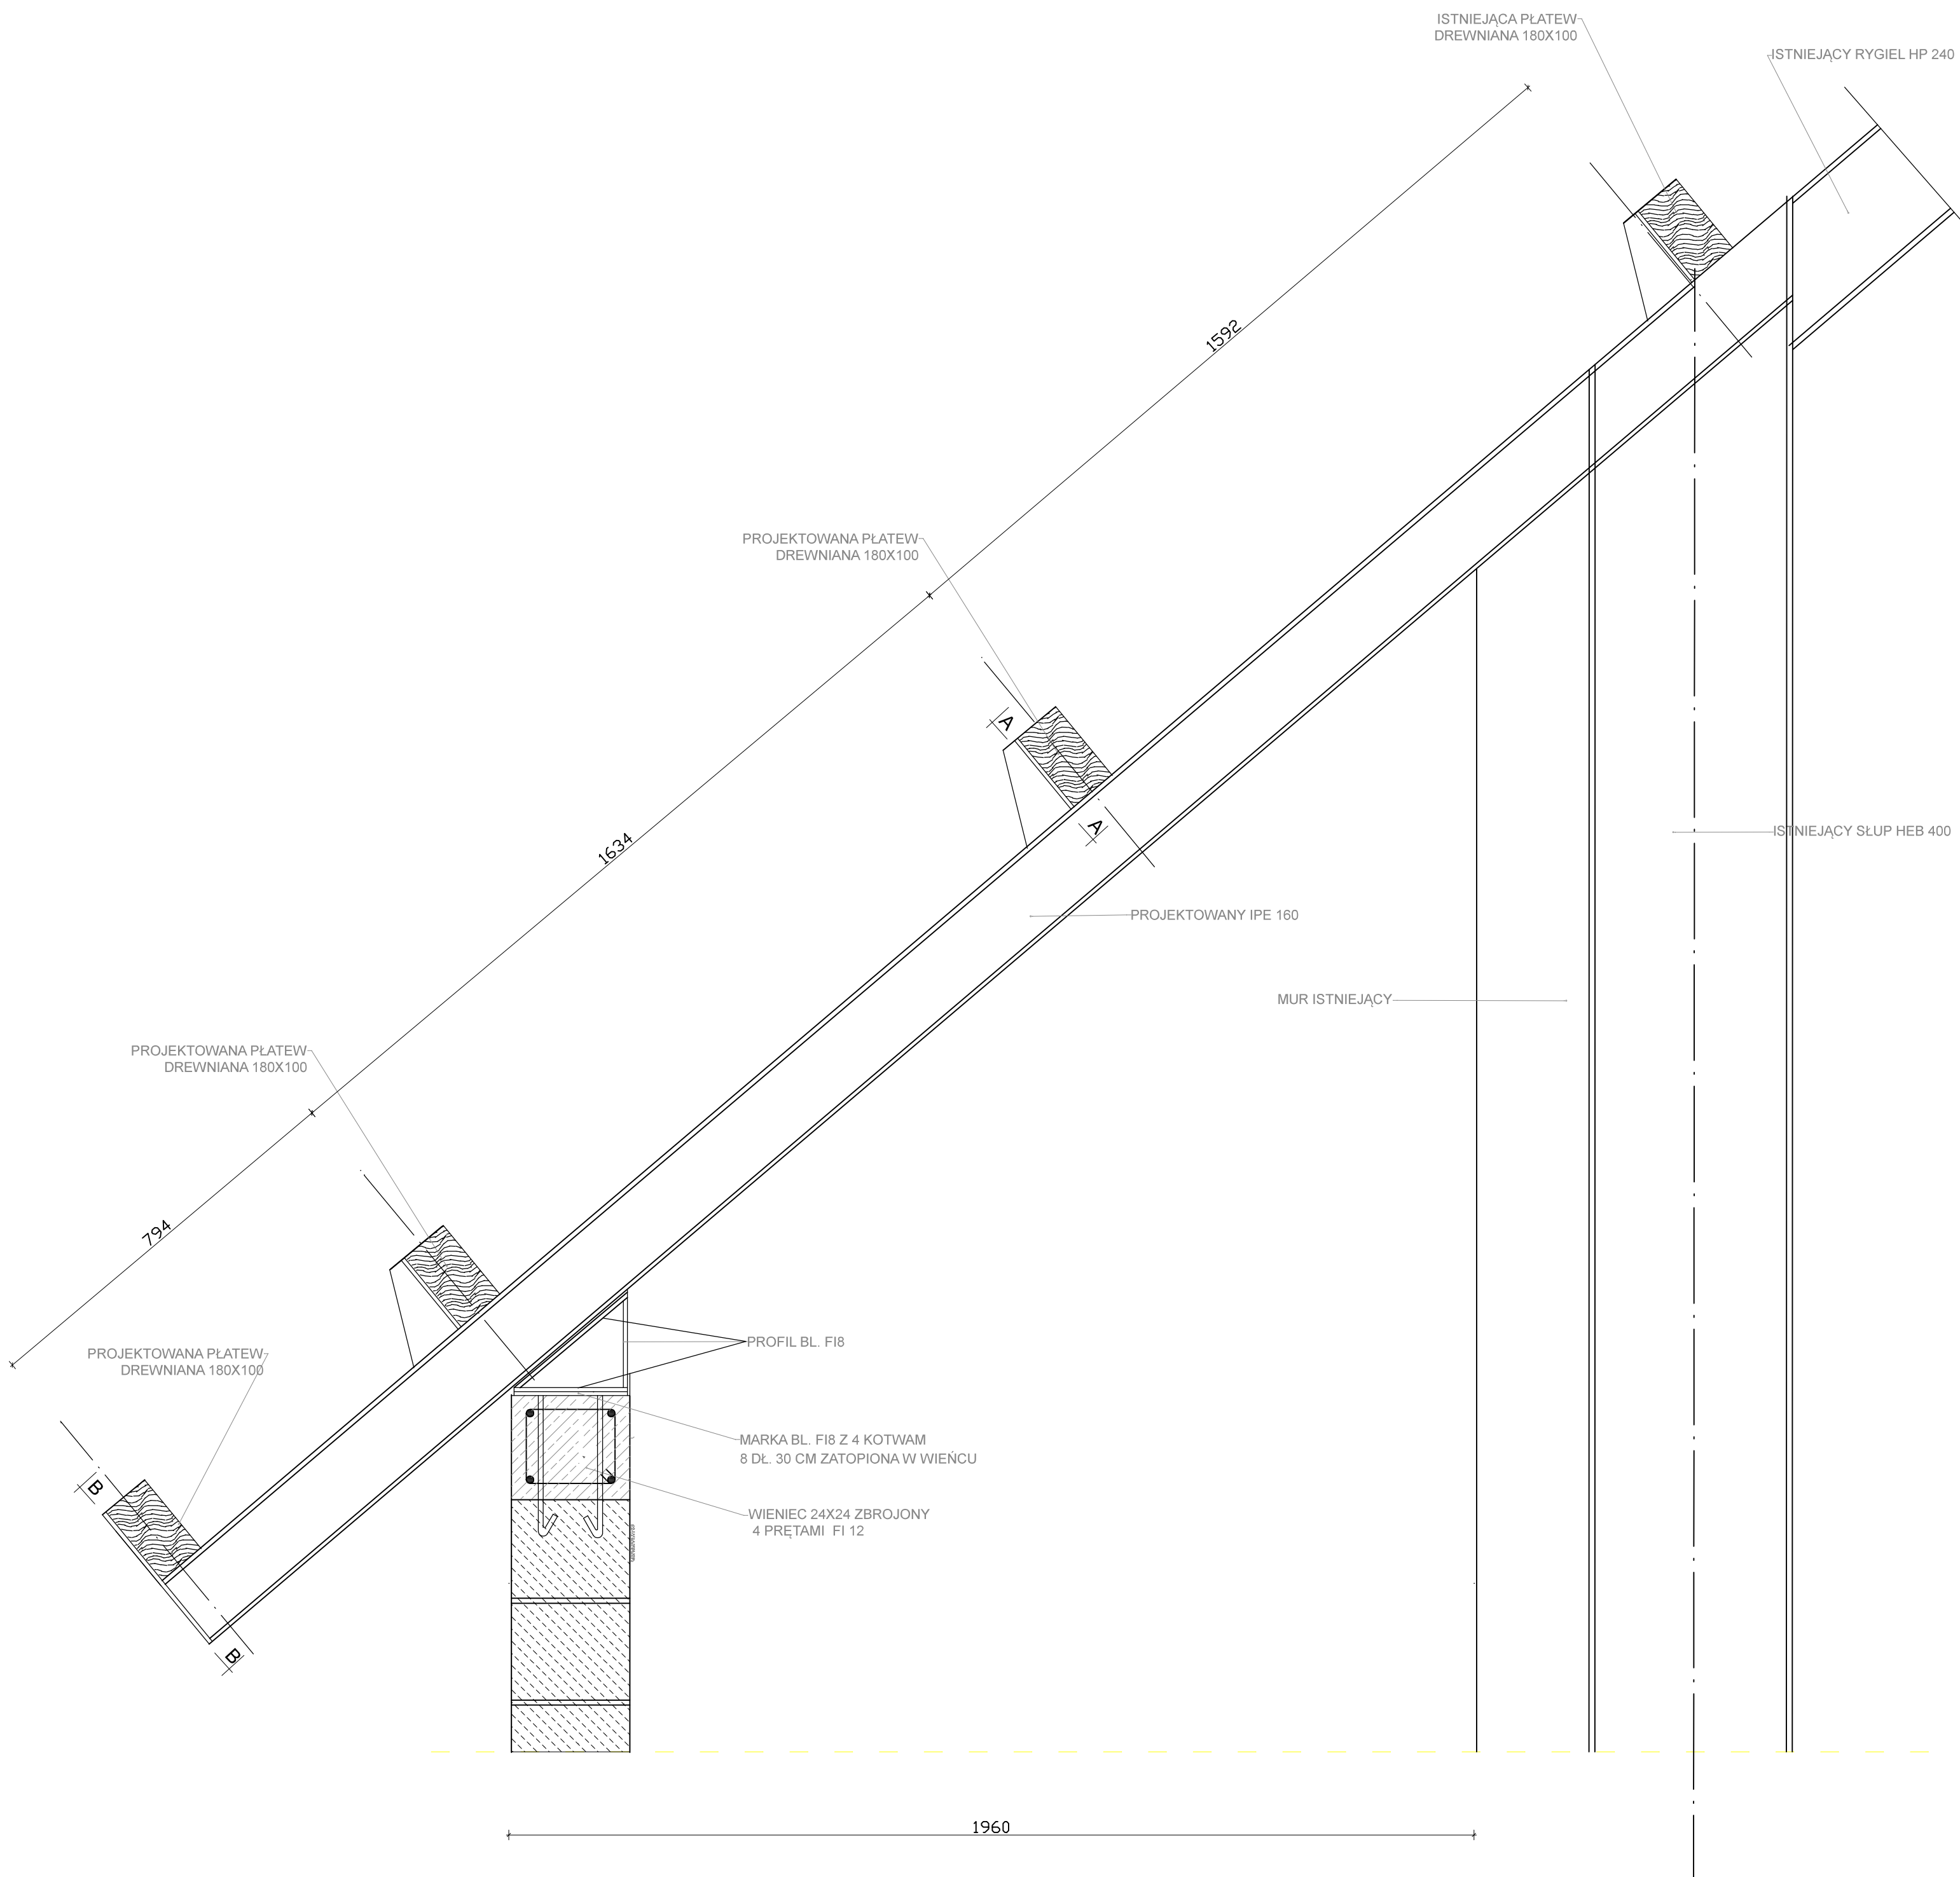 ISTNIEJĄCA PŁATEW
DREWNIANA 180X100
ISTNIEJĄCY RYGIEL HP 240
1592
PROJEKTOWANA PŁATEW
DREWNIANA 180X100
A
A
1634
ISTNIEJĄCY SŁUP HEB 400
PROJEKTOWANY IPE 160
MUR ISTNIEJĄCY
PROJEKTOWANA PŁATEW
DREWNIANA 180X100
794
PROFIL BL. FI8
PROJEKTOWANA PŁATEW
DREWNIANA 180X100
MARKA BL. FI8 Z 4 KOTWAM
8 DŁ. 30 CM ZATOPIONA W WIEŃCU
B
WIENIEC 24X24 ZBROJONY
4 PRĘTAMI FI 12
B
1960